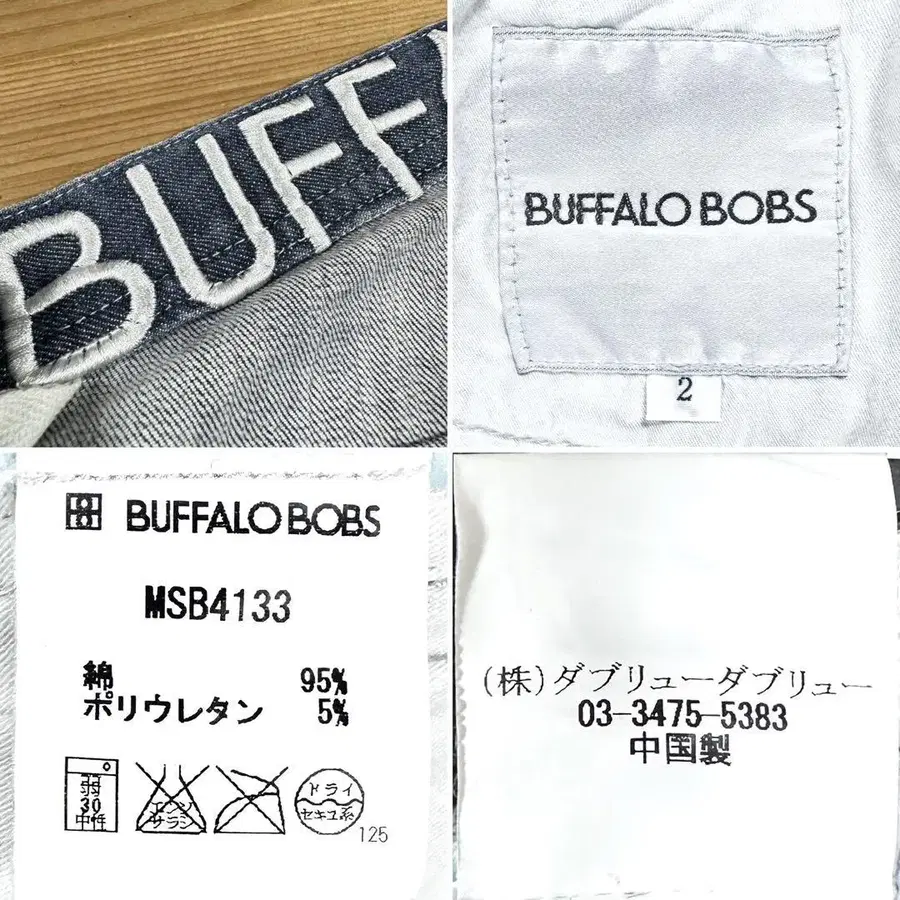 BUFF
BUFFALO BOBS
2
BUFFALO BOBS
MSB4133
綿 95%
ポリウレタン 5%
弱
30
中性
エンソ
サラシ
ドライ
セキユ系
125
(株)ダブリューダブリュー
03-3475-5383
中国製